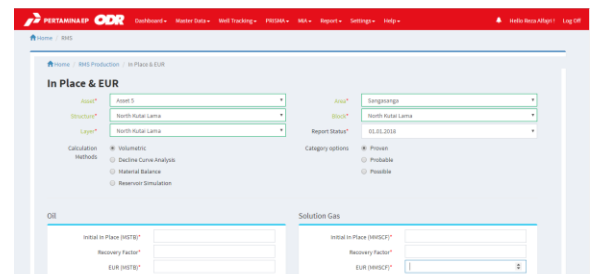 PERTAMINA EP ODR Dashboard Master Data Well Tracking PRISMA MIA Report Settings Help Hello Reza Alfajri ! Log Off
Home / RMS
Home / RMS Production / In Place & EUR
In Place & EUR
Asset* Asset 5 Area* Sangasanga
Structure* North Kutai Lama Block* North Kutai Lama
Layer* North Kutai Lama Report Status* 01.01.2018
Calculation Methods Volumetric Category options Proven
Decline Curve Analysis Probable
Material Balance Possible
Reservoir Simulation
Oil Solution Gas
Initial in Place (MSTB)* Initial in Place (MMSCF)*
Recovery Factor* Recovery Factor*
EUR (MSTB)* EUR (MMSCF)*